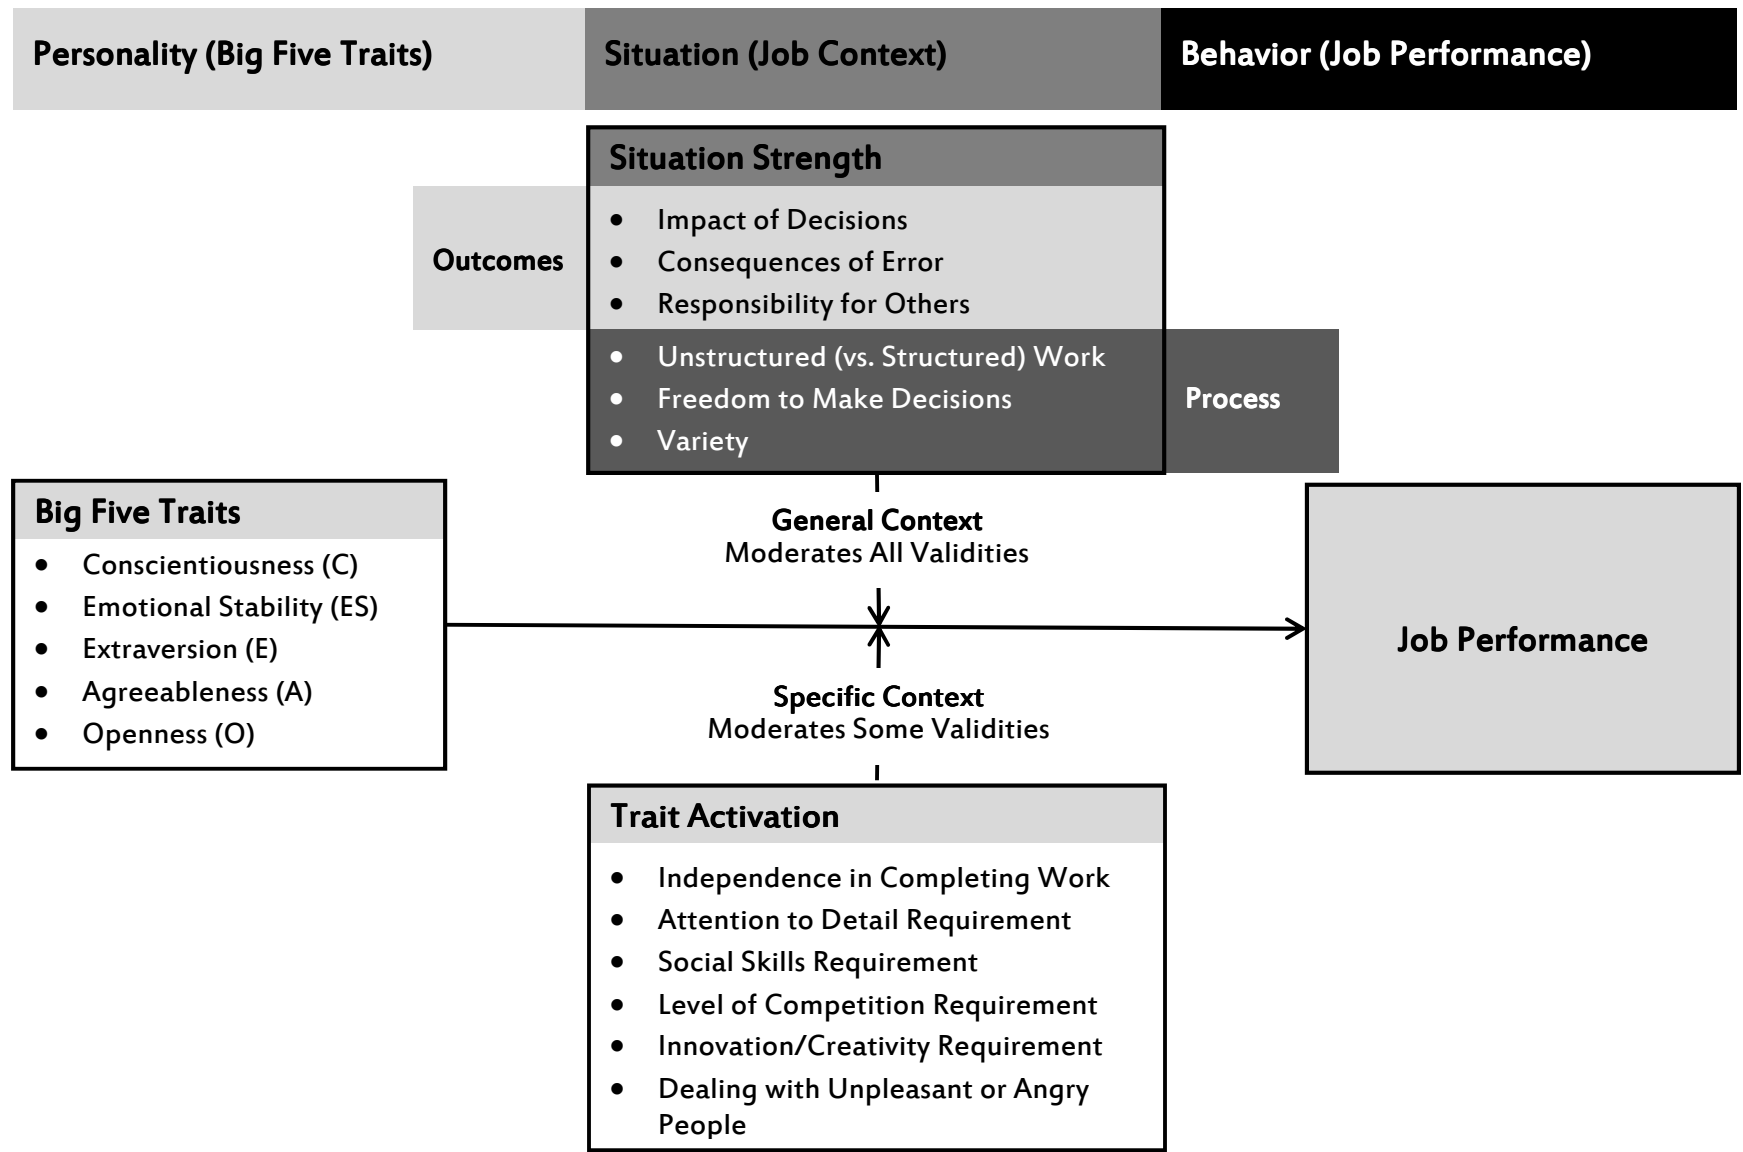 Personality (Big Five Traits)
Situation (Job Context)
Behavior (Job Performance)
Situation Strength
Outcomes
• Impact of Decisions
• Consequences of Error
• Responsibility for Others
• Unstructured (vs. Structured) Work
• Freedom to Make Decisions
• Variety
Process
Big Five Traits
• Conscientiousness (C)
• Emotional Stability (ES)
• Extraversion (E)
• Agreeableness (A)
• Openness (O)
General Context
Moderates All Validities
Specific Context
Moderates Some Validities
Job Performance
Trait Activation
• Independence in Completing Work
• Attention to Detail Requirement
• Social Skills Requirement
• Level of Competition Requirement
• Innovation/Creativity Requirement
• Dealing with Unpleasant or Angry
People